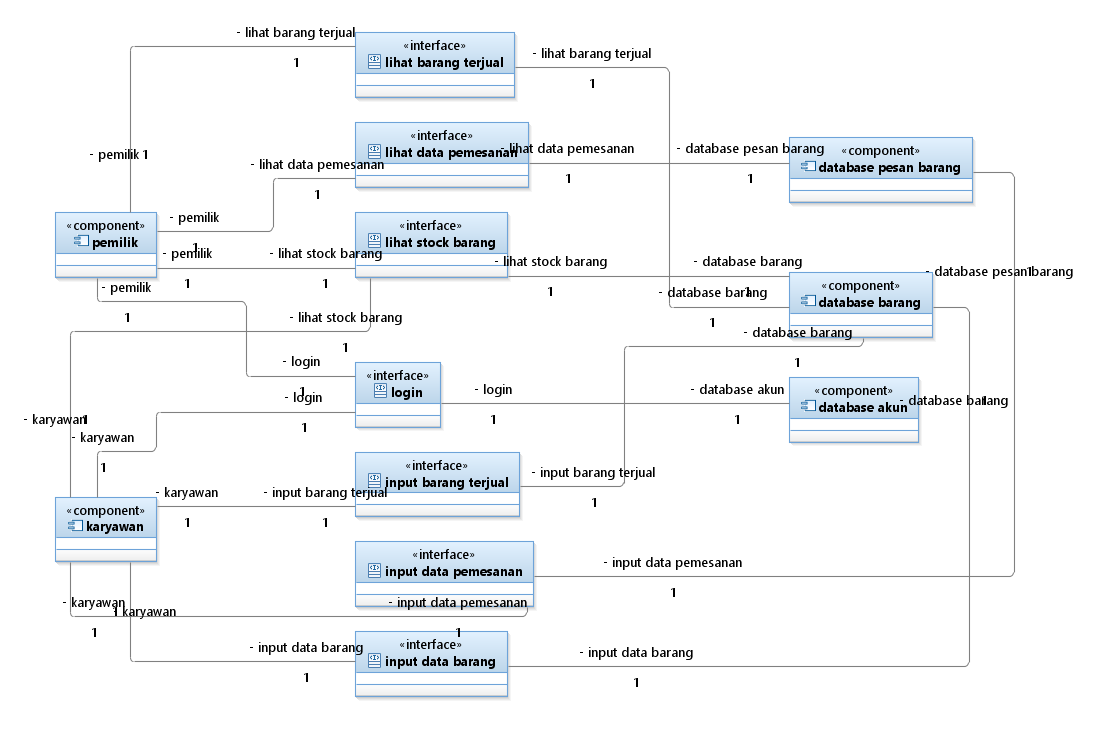 - lihat barang terjual
1
«interface»
lihat barang terjual
- lihat barang terjual
1
- pemilik
1
«interface»
lihat data pemesanan
- lihat data pemesanan
1
- lihat data pemesanan
1
- database pesan barang
1
«component»
database pesan barang
«component»
pemilik
- pemilik
1
- pemilik
1
- lihat stock barang
1
«interface»
lihat stock barang
- lihat stock barang
1
- database barang
1
- database pesan barang
1
«component»
database barang
- database barang
1
- pemilik
1
- lihat stock barang
1
- database barang
1
- login
1
- login
1
«interface»
login
- login
1
- database akun
1
«component»
database akun
- database barang
1
- karyawan
1
- karyawan
1
«interface»
input barang terjual
- input barang terjual
1
«component»
karyawan
- karyawan
1
- input barang terjual
1
«interface»
input data pemesanan
- input data pemesanan
1
- karyawan
1
- karyawan
1
- input data pemesanan
1
- input data barang
1
«interface»
input data barang
- input data barang
1